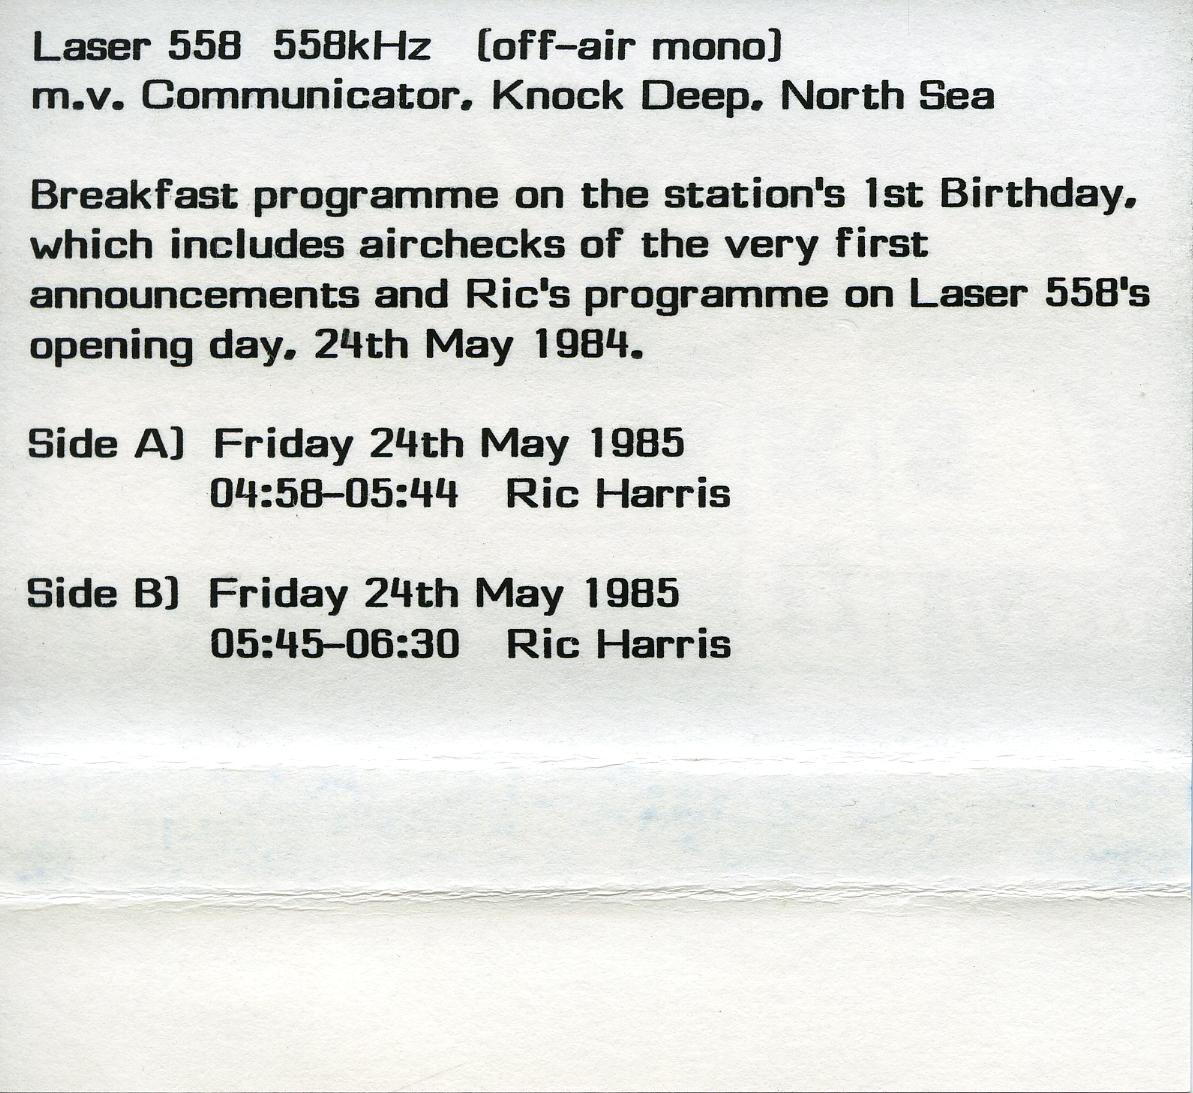 Laser 558 558kHz (off-air mono)
m.v. Communicator, Knock Deep, North Sea
Breakfast programme on the station's 1st Birthday,
which includes airchecks of the very first
announcements and Ric's programme on Laser 558's
opening day, 24th May 1984.
Side A) Friday 24th May 1985
04:58-05:44 Ric Harris
Side B) Friday 24th May 1985
05:45-06:30 Ric Harris